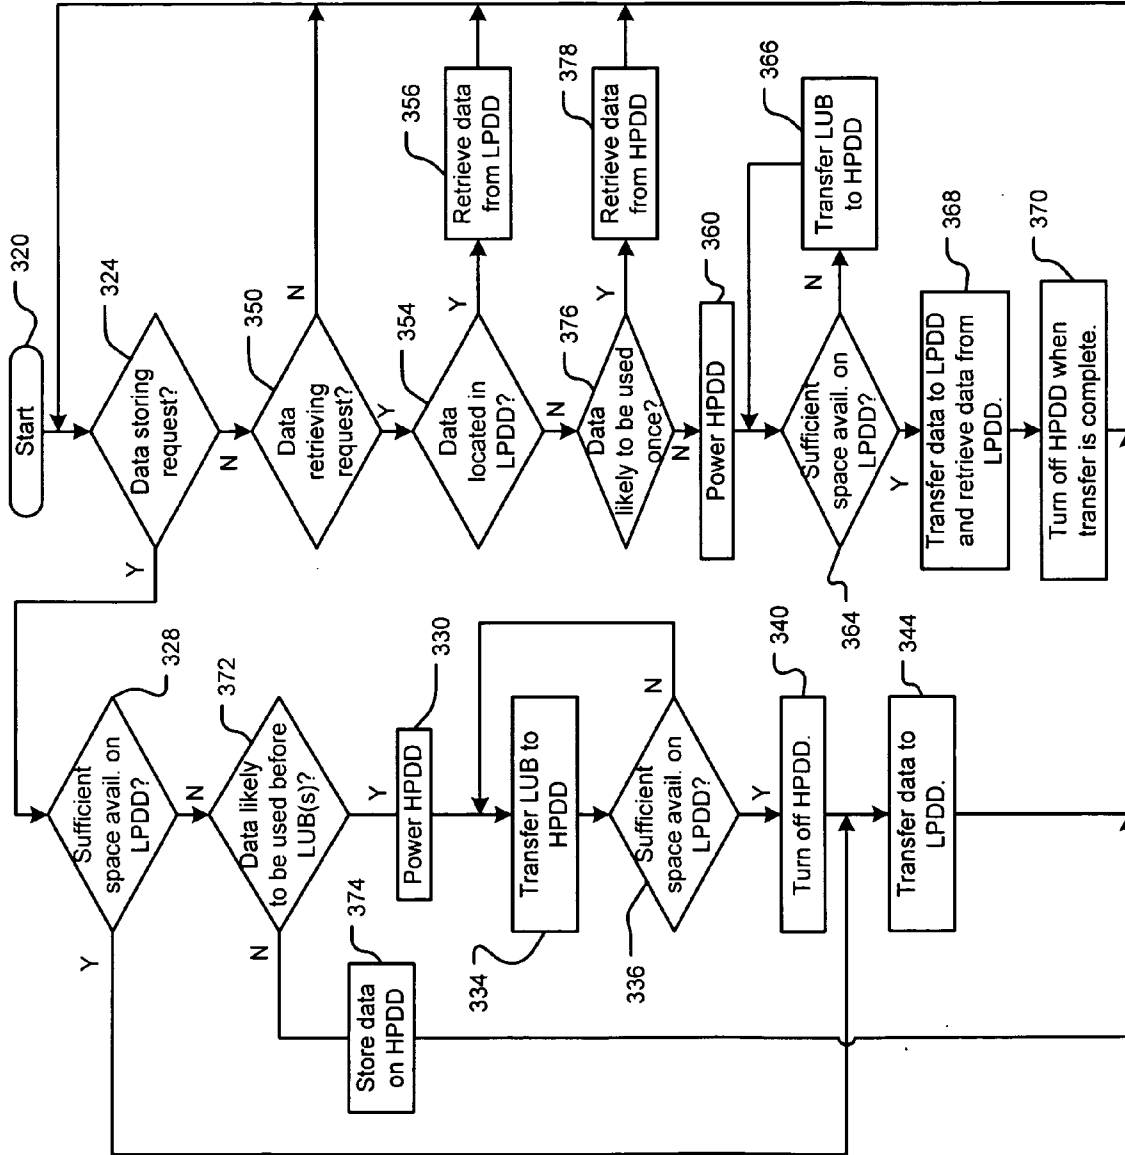 Start
320
Data storing
request?
324
Y
N
Data
retrieving
request?
350
N
Y
Data
located in
LPDD?
354
Y
N
Retrieve data
from LPDD
356
Data
likely to be used
once?
376
Y
N
Retrieve data
from HPDD
378
Power HPDD
360
Sufficient
space avail. on
LPDD?
364
N
Y
Transfer LUB
to HPDD
366
Transfer data to LPDD
and retrieve data from
LPDD.
368
Turn off HPDD when
transfer is complete.
370
Sufficient
space avail. on
LPDD?
328
Y
N
Data likely
to be used before
LUB(s)?
372
N
Y
Store data
on HPDD
374
Power HPDD
330
Transfer LUB to
HPDD
334
Sufficient
space avail. on
LPDD?
336
N
Y
Turn off HPDD.
340
Transfer data to
LPDD.
344